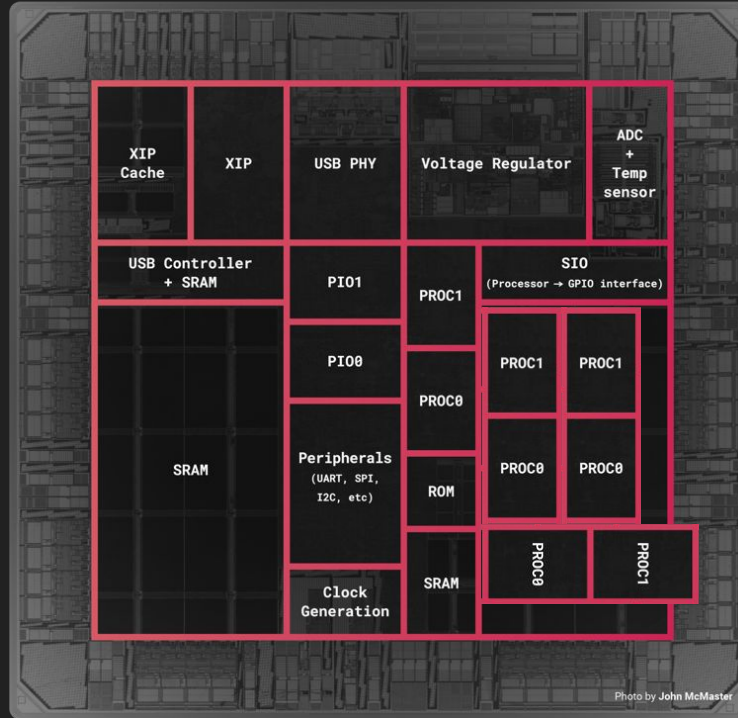 XIP
Cache
XIP
USB PHY
Voltage Regulator
ADC
+
Temp
sensor
USB Controller
+ SRAM
PIO1
PROC1
SIO
(Processor → GPIO interface)
PIO0
PROC0
PROC1
PROC1
PROC0
PROC0
SRAM
Peripherals
(UART, SPI,
I2C, etc)
ROM
SRAM
PROC0
PROC1
Clock
Generation
Photo by John McMaster